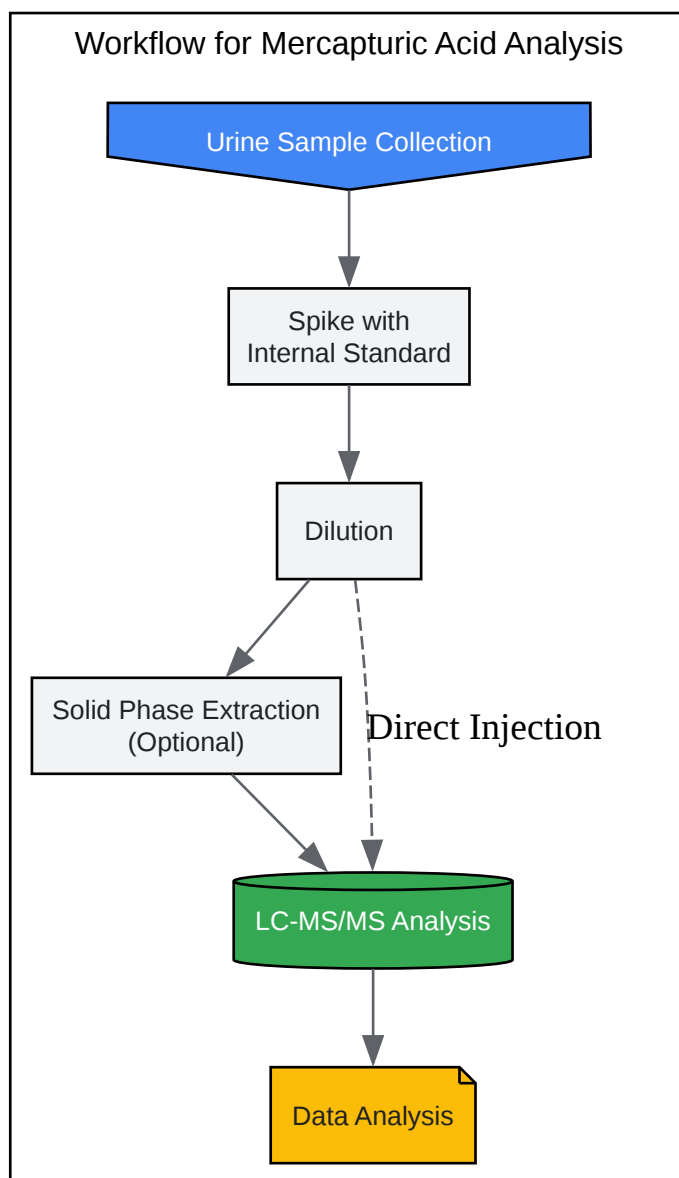 Workflow for Mercapturic Acid Analysis
Urine Sample Collection
Spike with
Internal Standard
Dilution
Solid Phase Extraction
(Optional)
Direct Injection
LC-MS/MS Analysis
Data Analysis